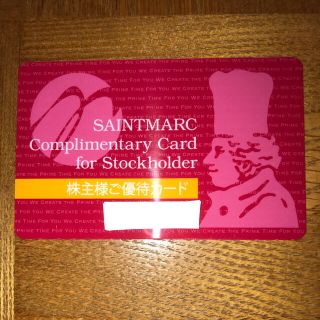 SAINTMARC
Complimentary Card
for Stockholder
株主様ご優待カード